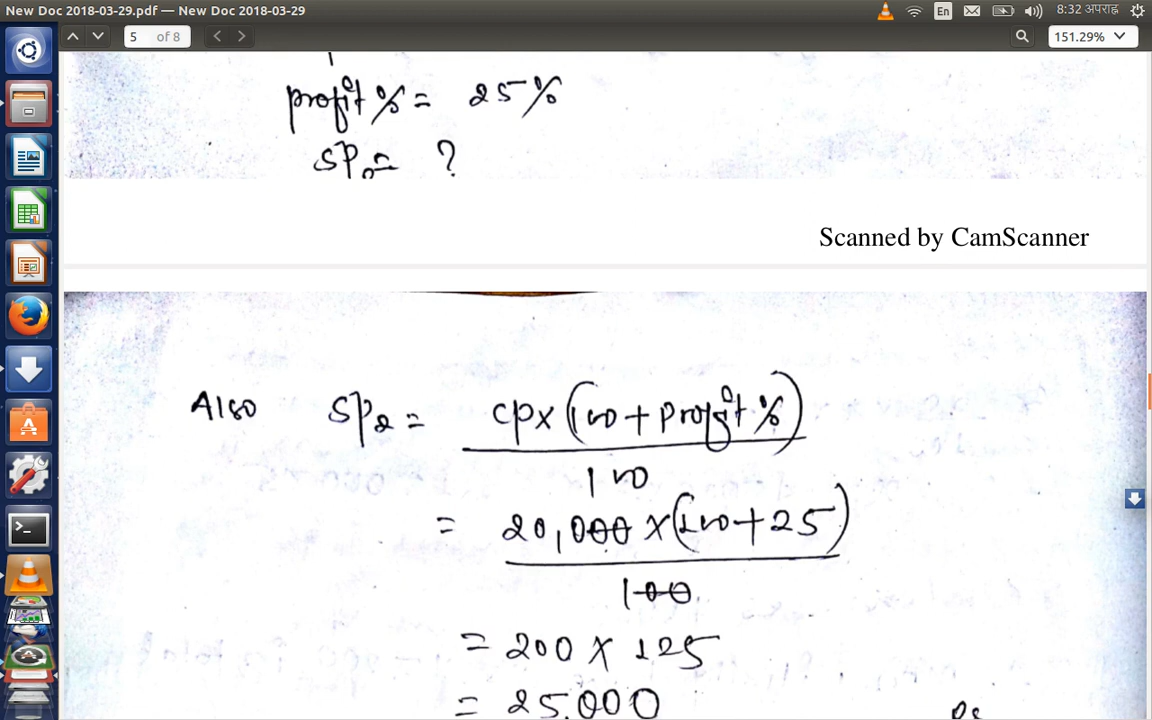 New Doc 2018-03-29.pdf — New Doc 2018-03-29
En
8:32 अपराह्न
5 of 8
151.29%
profit % = 25 %
SP2 = ?
Scanned by CamScanner
Also SP2 = CP x (100 + profit %)
100
= 20,000 x (100 + 25)
100
= 200 x 125
= 25,000